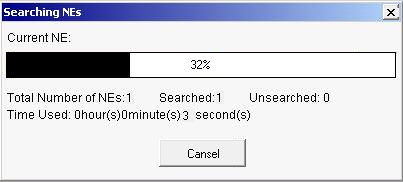 Searching NEs
Current NE:
32%
Total Number of NEs:1 Searched:1 Unsearched: 0
Time Used: 0hour(s)0minute(s)3 second(s)
Cansel